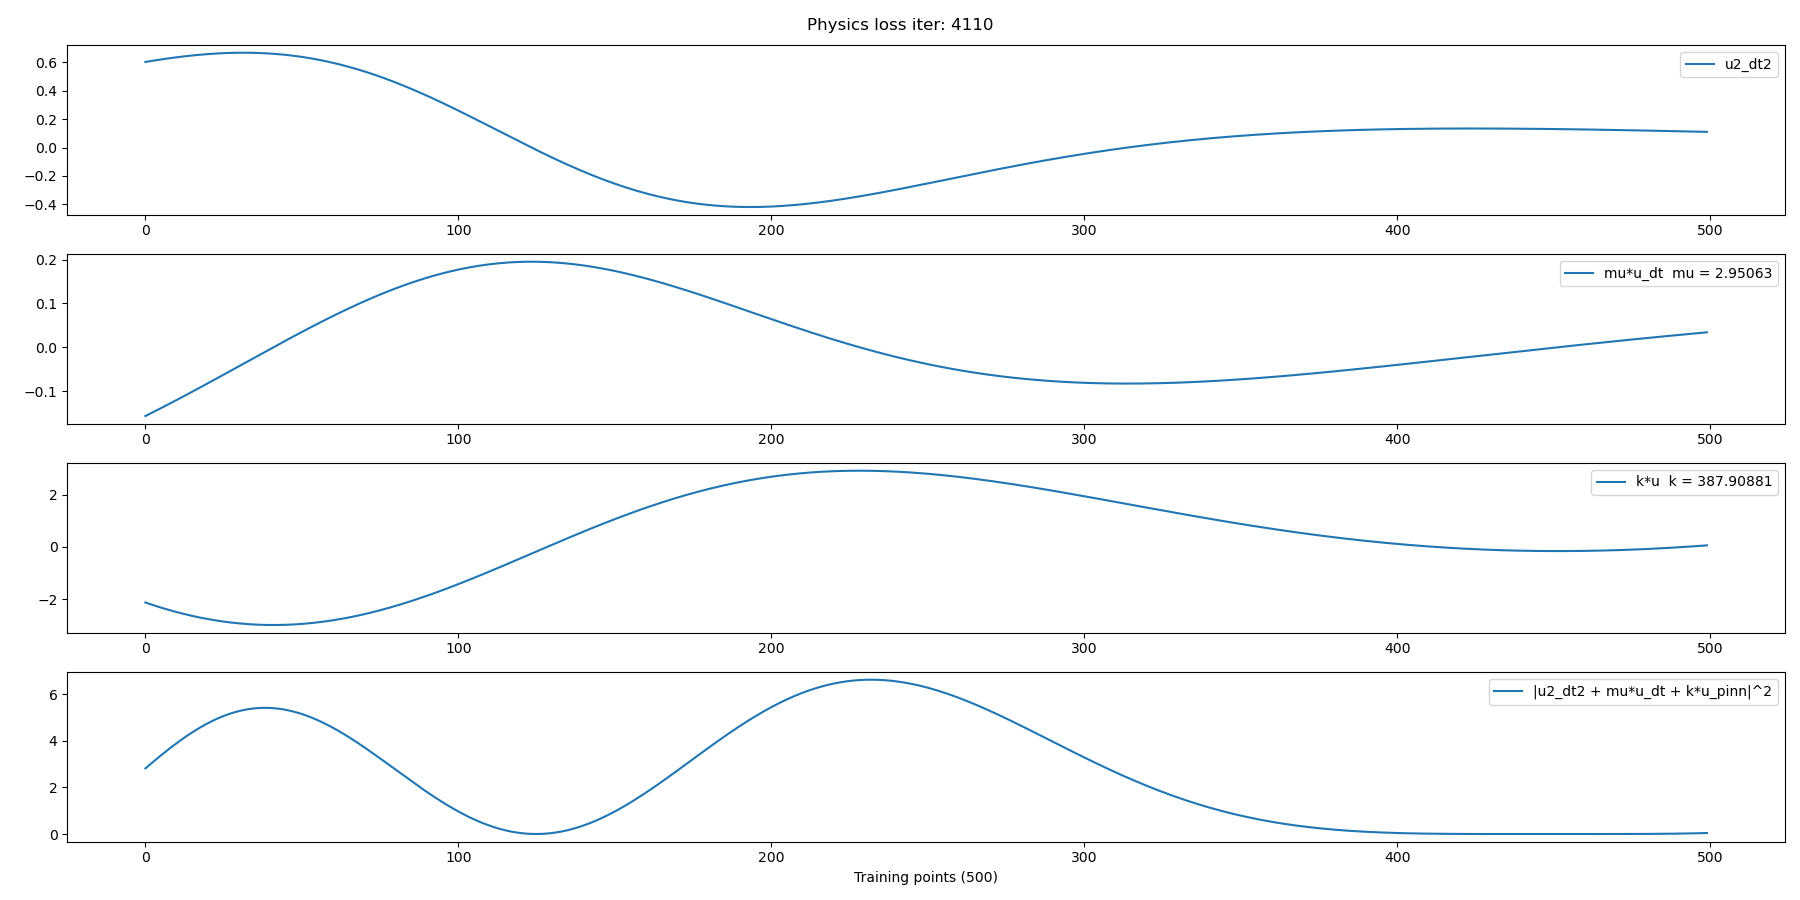 Physics loss iter: 4110
0.6
0.4
0.2
0.0
−0.2
−0.4
u2_dt2
0 100 200 300 400 500
0.2
0.1
0.0
−0.1
mu*u_dt  mu = 2.95063
0 100 200 300 400 500
2
0
−2
k*u  k = 387.90881
0 100 200 300 400 500
6
4
2
0
|u2_dt2 + mu*u_dt + k*u_pinn|^2
0 100 200 300 400 500
Training points (500)